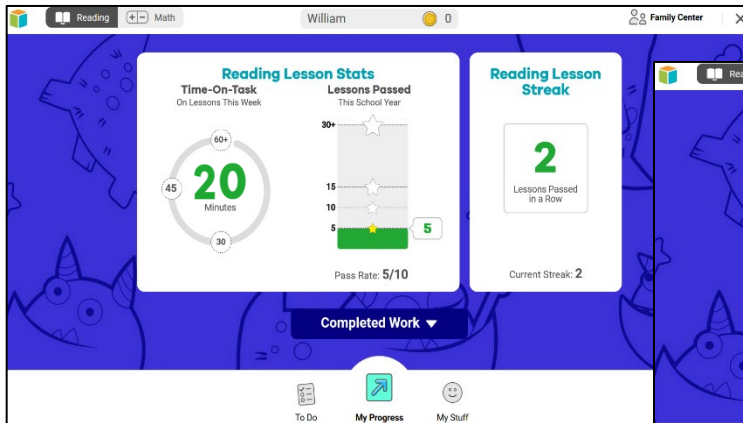 Reading
Math
William
0
Family Center
Reading Lesson Stats
Time-On-Task
On Lessons This Week
60+
45
20
Minutes
30
Lessons Passed
This School Year
30+
15
10
5
5
Pass Rate: 5/10
Reading Lesson
Streak
2
Lessons Passed
in a Row
Current Streak: 2
Completed Work
To Do
My Progress
My Stuff
Rea